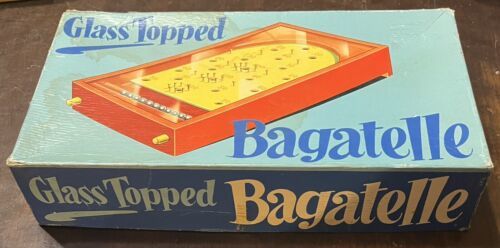 Glass Topped
Bagatelle
Glass Topped Bagatelle